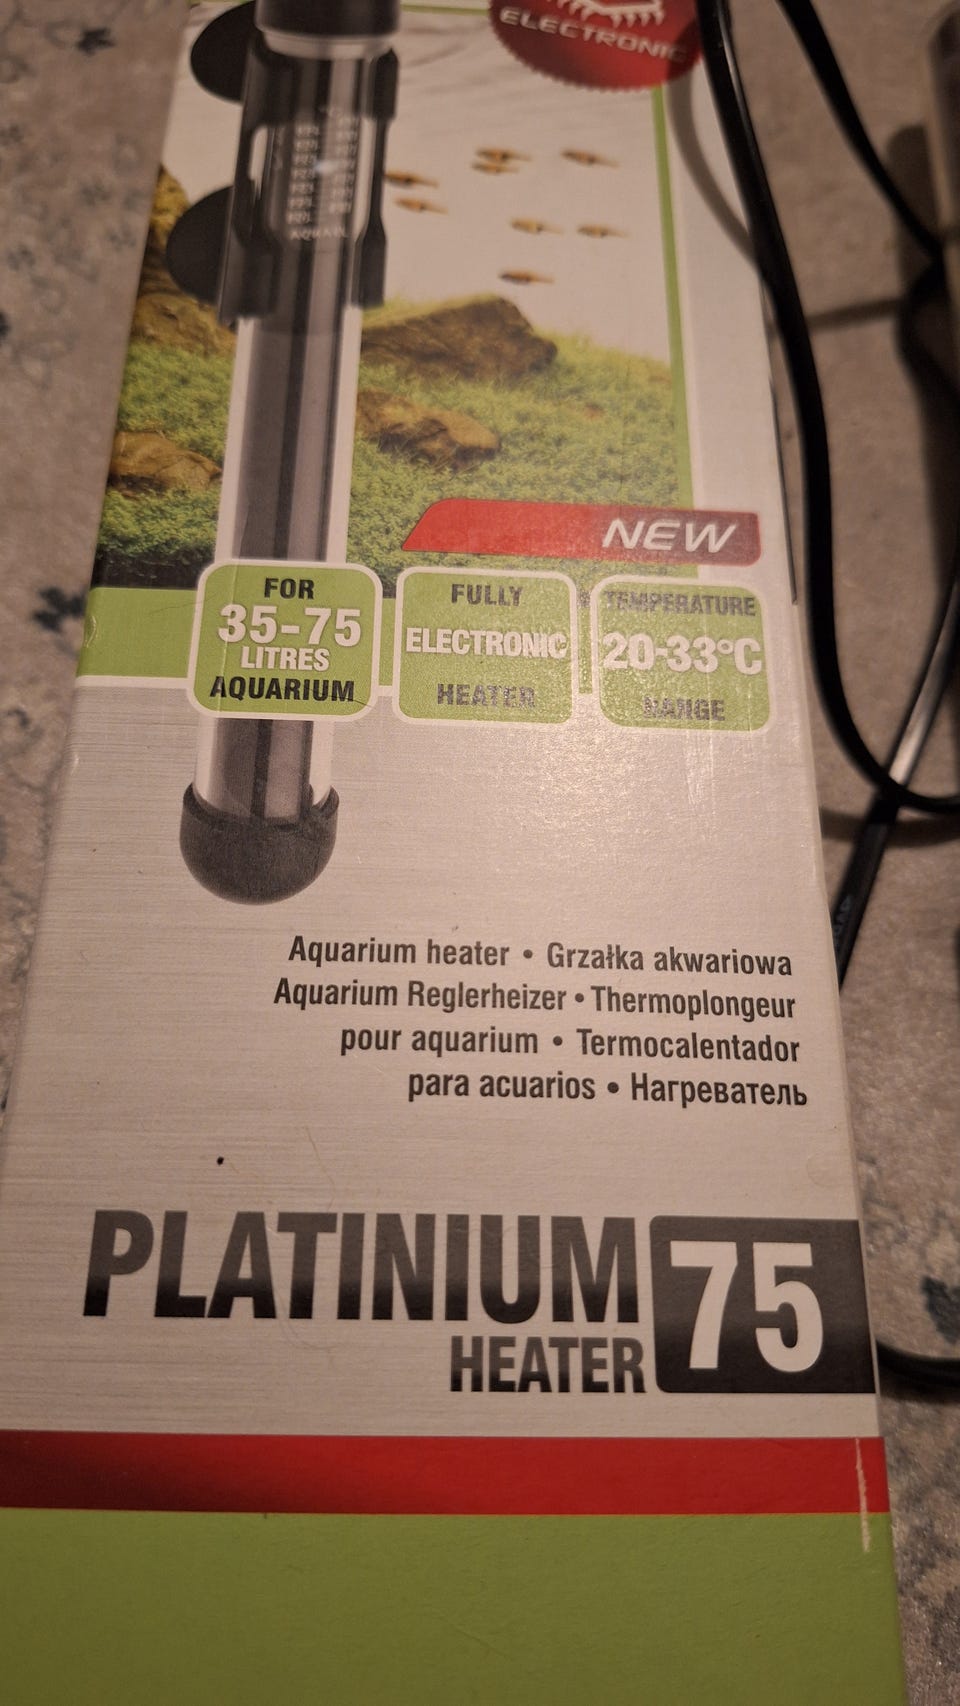 ELECTRONIC
NEW
FOR
35-75
LITRES
AQUARIUM
FULLY
ELECTRONIC
HEATER
TEMPERATURE
20-33°C
RANGE
Aquarium heater • Grzałka akwariowa
Aquarium Reglerheizer • Thermoplongeur
pour aquarium • Termocalentador
para acuarios • Нагреватель
PLATINIUM
HEATER
75